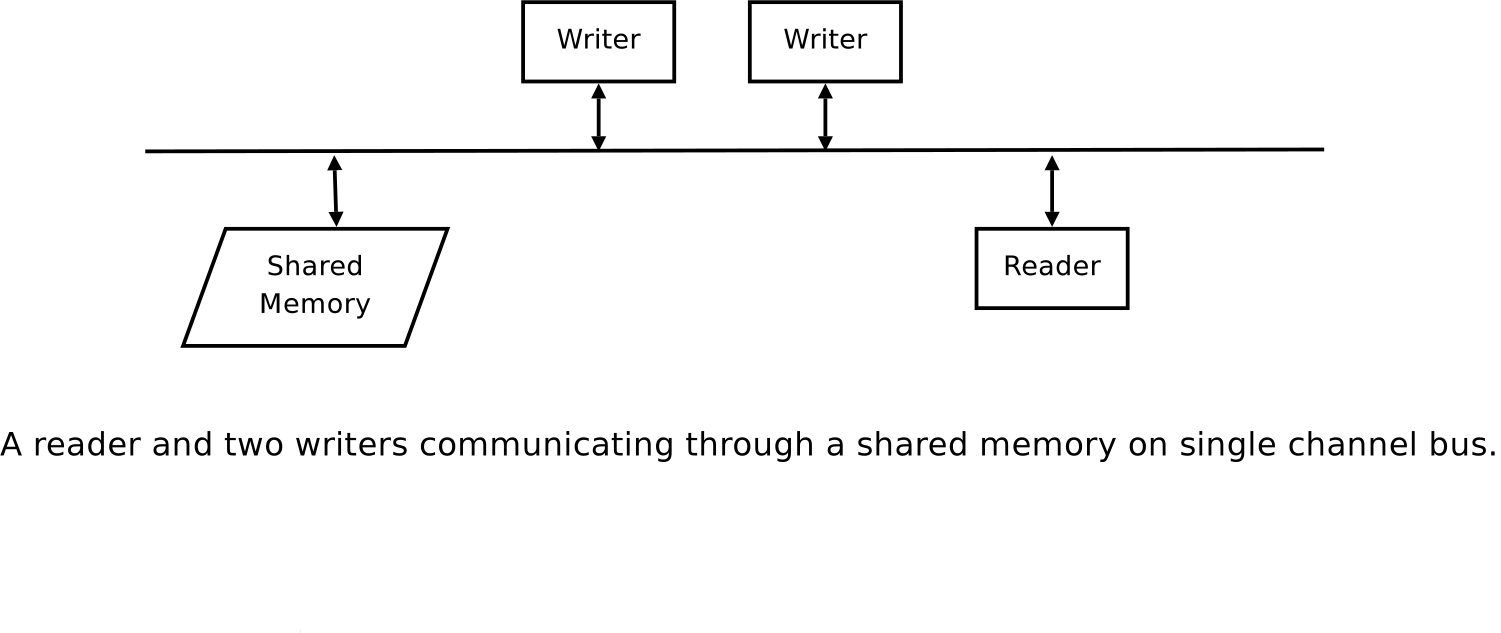 Writer
Writer
Shared
Memory
Reader
A reader and two writers communicating through a shared memory on single channel bus.